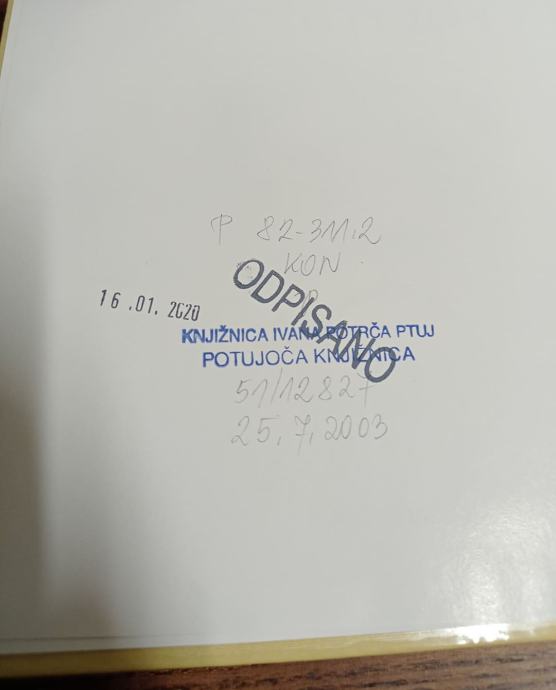 P 82-311.2
KON
ODPISANO
16.01.2020
KNJIŽNICA IVANA POTRČA PTUJ
POTUJOČA KNJIŽNICA
51/12827
25.7.2003